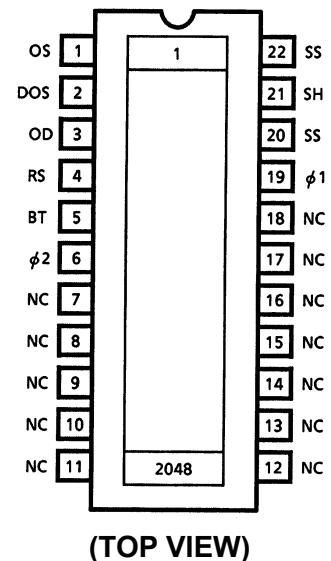 OS 1 1 22 SS
DOS 2 21 SH
OD 3 20 SS
RS 4 19 ϕ1
BT 5 18 NC
ϕ2 6 17 NC
NC 7 16 NC
NC 8 15 NC
NC 9 14 NC
NC 10 13 NC
NC 11 2048 12 NC
(TOP VIEW)